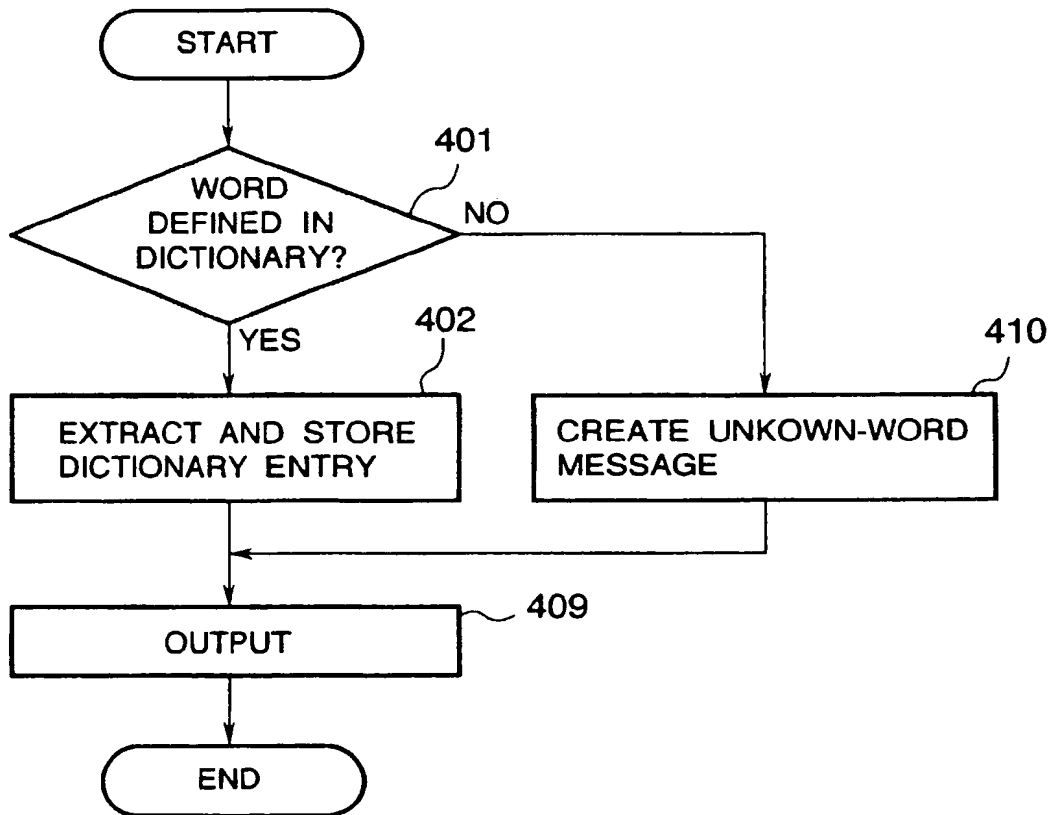 START
401
WORD
DEFINED IN
DICTIONARY?
NO
YES
402
410
EXTRACT AND STORE
DICTIONARY ENTRY
CREATE UNKOWN-WORD
MESSAGE
409
OUTPUT
END